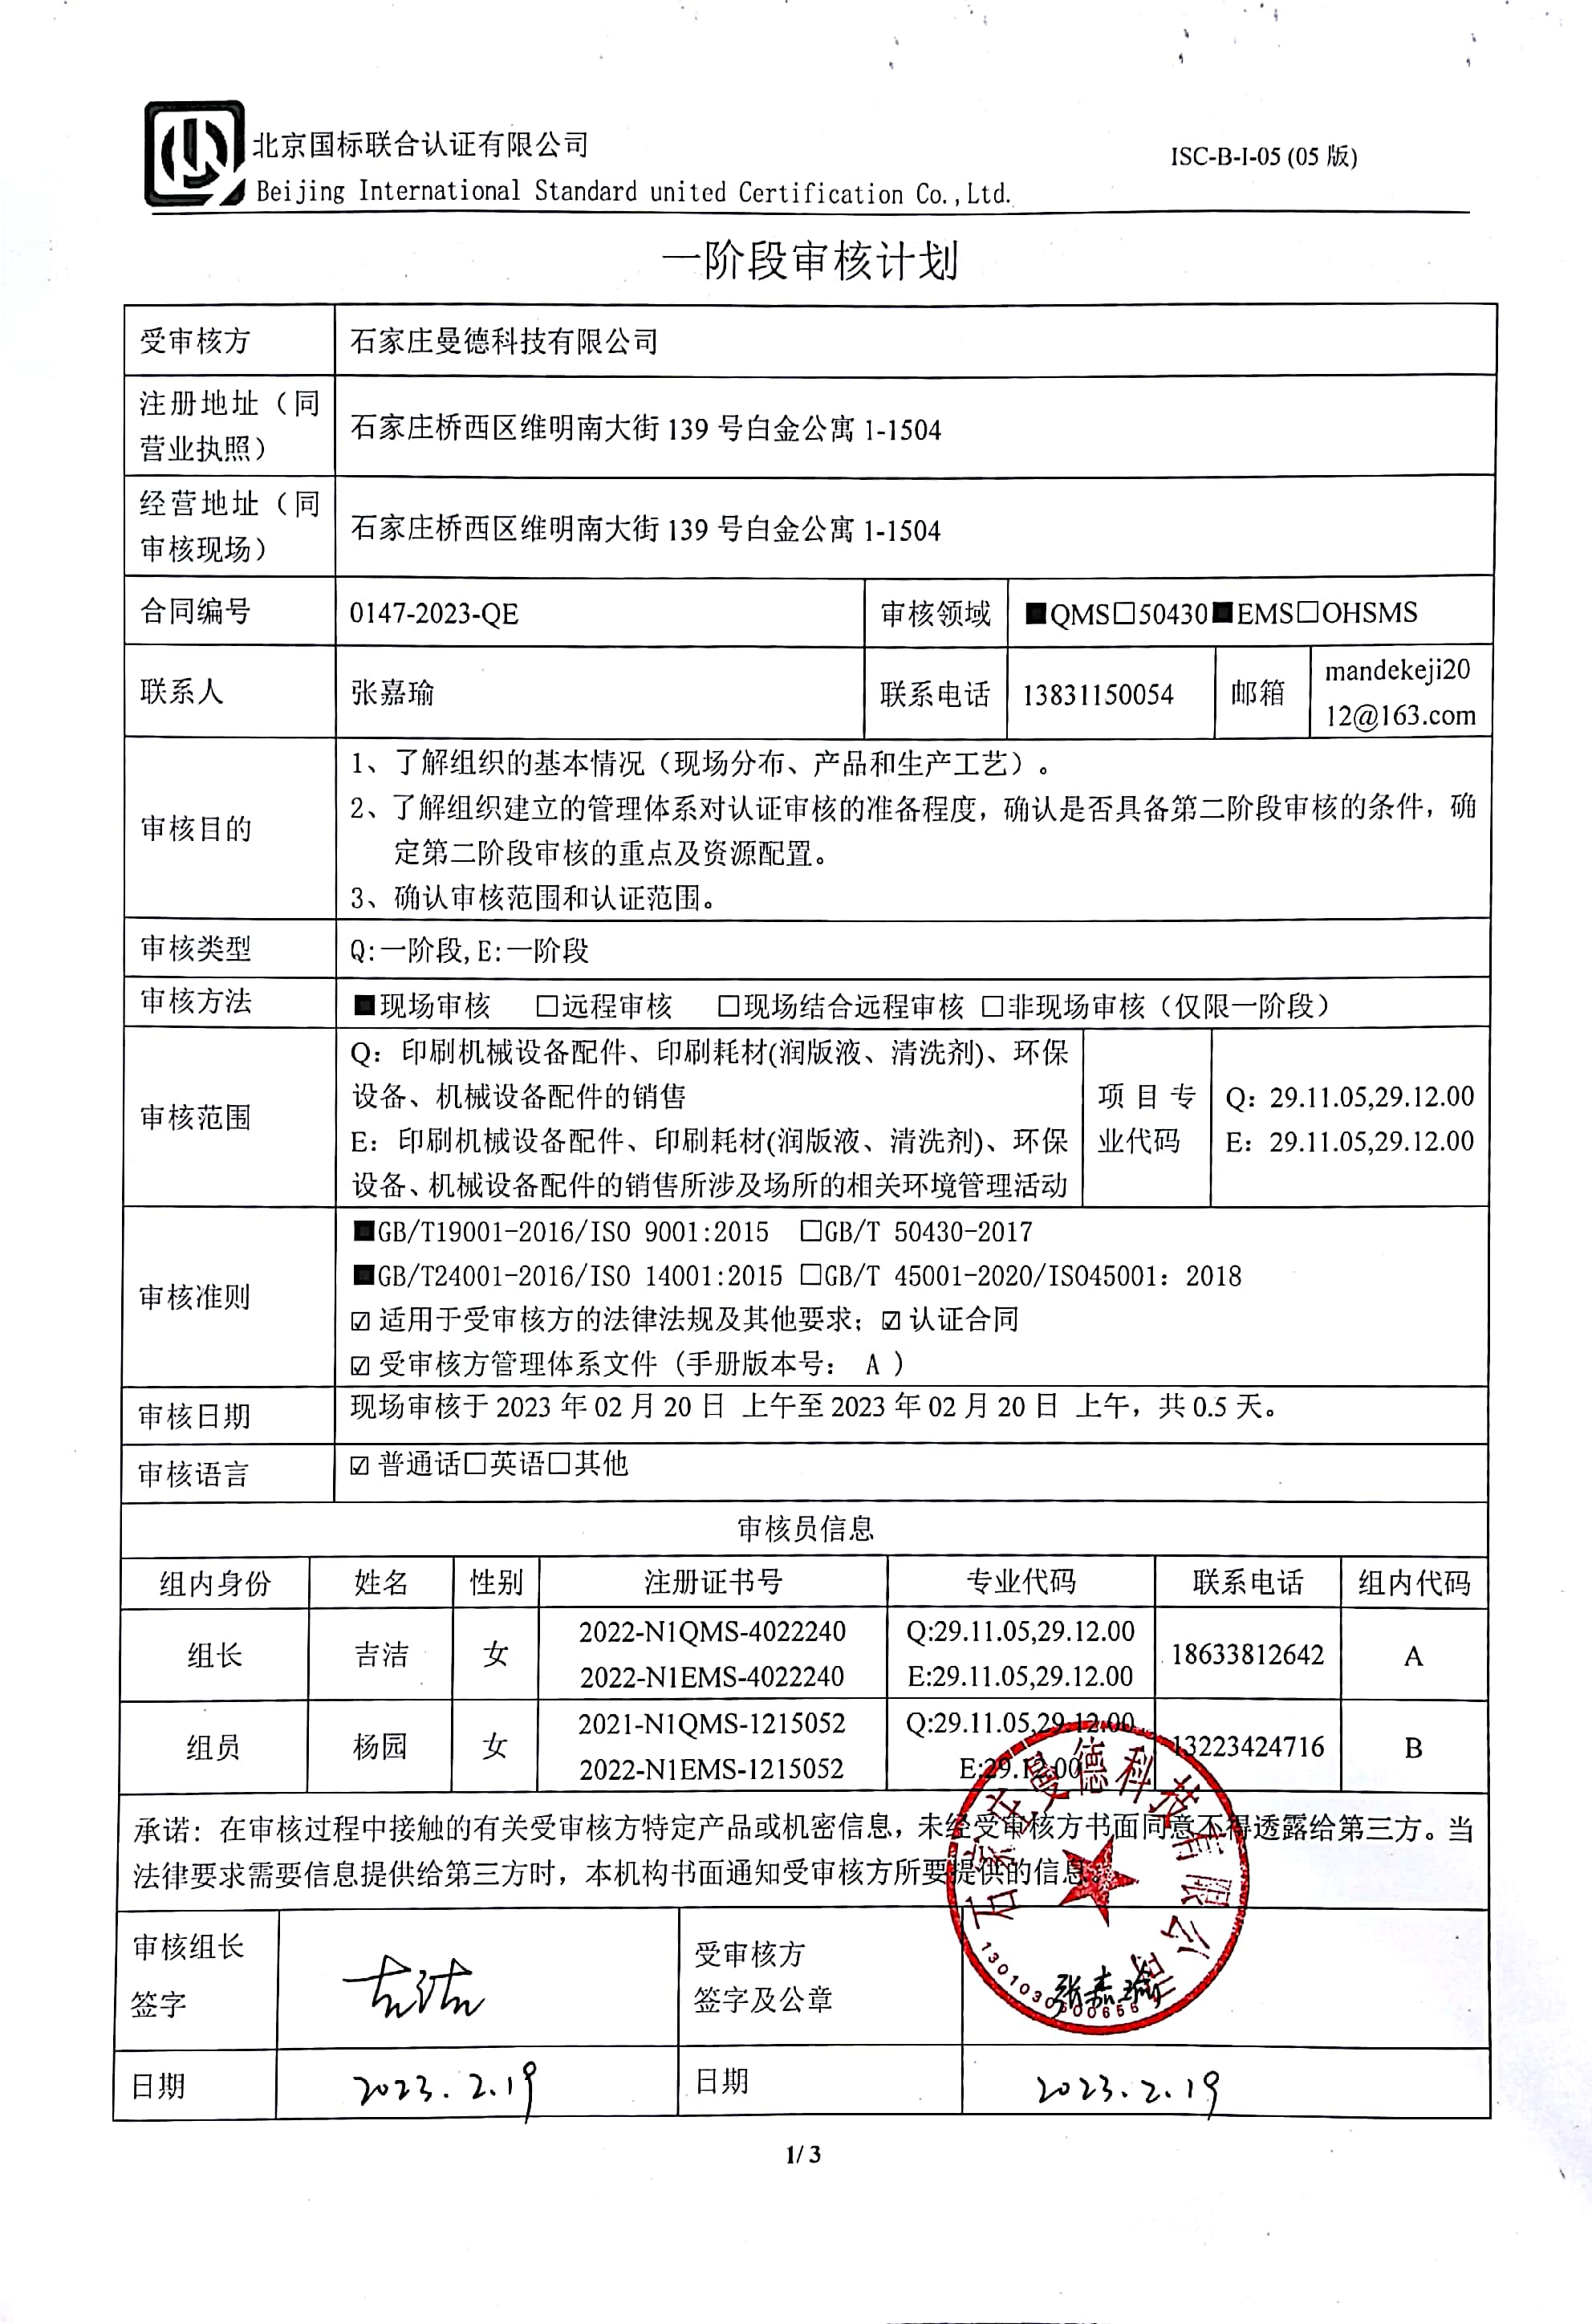 北京国标联合认证有限公司
ISC-B-I-05 (05 版)
Beijing International Standard united Certification Co.,Ltd.
一阶段审核计划
受审核方
石家庄曼德科技有限公司
注册地址（同
营业执照）
石家庄桥西区维明南大街 139 号白金公寓 1-1504
经营地址（同
审核现场）
石家庄桥西区维明南大街 139 号白金公寓 1-1504
合同编号
0147-2023-QE
审核领域
■QMS□50430■EMS□OHSMS
联系人
张嘉瑜
联系电话
13831150054
邮箱
mandekeji20
12@163.com
审核目的
1、了解组织的基本情况（现场分布、产品和生产工艺）。
2、了解组织建立的管理体系对认证审核的准备程度，确认是否具备第二阶段审核的条件，确
定第二阶段审核的重点及资源配置。
3、确认审核范围和认证范围。
审核类型
Q:一阶段,E:一阶段
审核方法
■现场审核 □远程审核 □现场结合远程审核 □非现场审核（仅限一阶段）
审核范围
Q：印刷机械设备配件、印刷耗材(润版液、清洗剂)、环保
设备、机械设备配件的销售
E：印刷机械设备配件、印刷耗材(润版液、清洗剂)、环保
设备、机械设备配件的销售所涉及场所的相关环境管理活动
项目专
业代码
Q：29.11.05,29.12.00
E：29.11.05,29.12.00
审核准则
■GB/T19001-2016/ISO 9001:2015 □GB/T 50430-2017
■GB/T24001-2016/ISO 14001:2015 □GB/T 45001-2020/ISO45001：2018
☑ 适用于受审核方的法律法规及其他要求；☑ 认证合同
☑ 受审核方管理体系文件（手册版本号： A ）
审核日期
现场审核于 2023 年 02 月 20 日 上午至 2023 年 02 月 20 日 上午，共 0.5 天。
审核语言
☑ 普通话□英语□其他
审核员信息
组内身份 姓名 性别 注册证书号 专业代码 联系电话 组内代码
组长
吉洁
女
2022-N1QMS-4022240
2022-N1EMS-4022240
Q:29.11.05,29.12.00
E:29.11.05,29.12.00
18633812642
A
组员
杨园
女
2021-N1QMS-1215052
2022-N1EMS-1215052
Q:29.11.05,29.12.00
E:29.12.00
13223424716
B
承诺：在审核过程中接触的有关受审核方特定产品或机密信息，未经受审核方书面同意不得透露给第三方。当
法律要求需要信息提供给第三方时，本机构书面通知受审核方所要提供的信息。
石家庄曼德科技有限公司
审核组长
签字
吉洁
受审核方
签字及公章
张嘉瑜
日期
2023.2.19
日期
2023.2.19
1/ 3